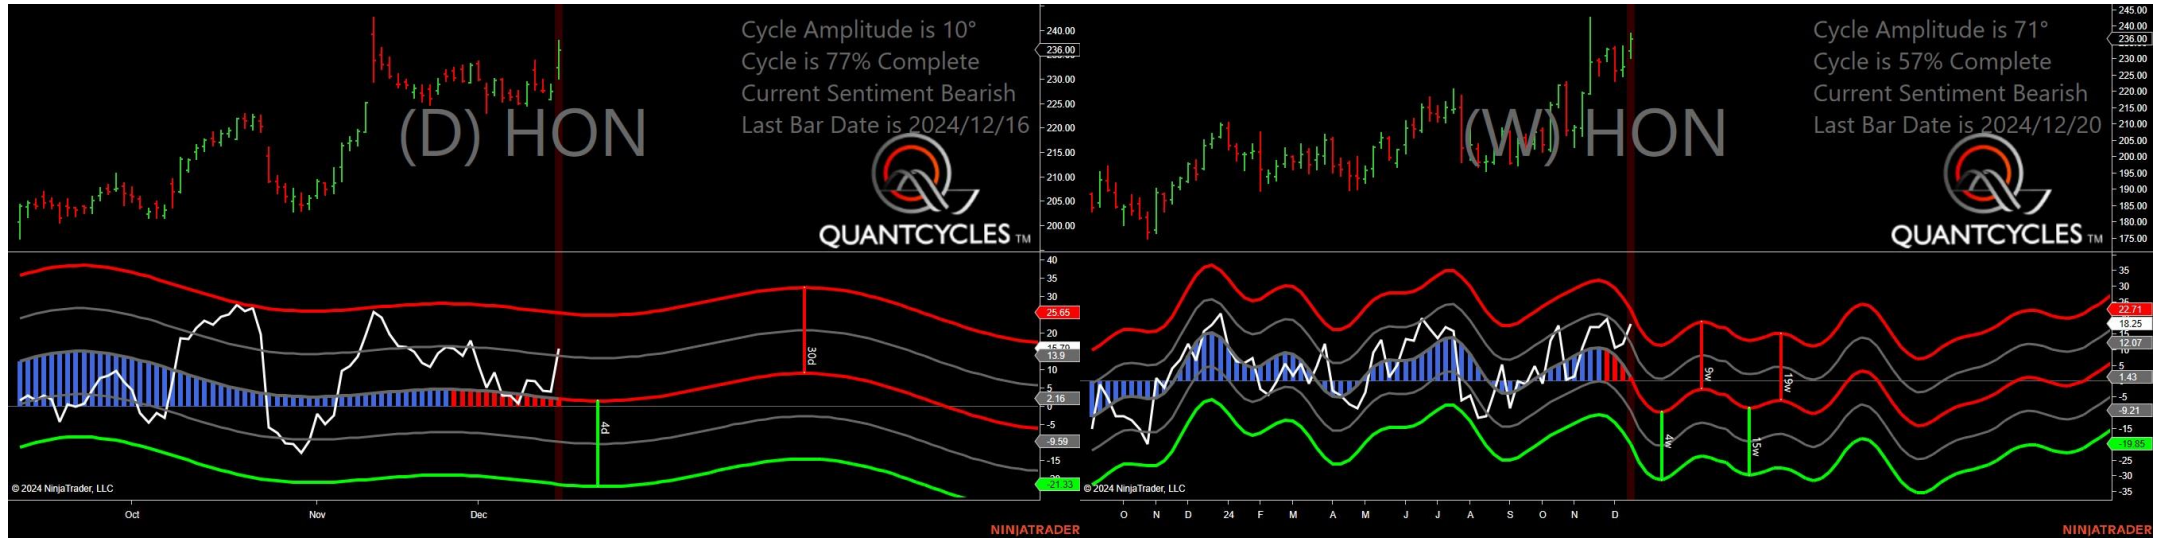 Cycle Amplitude is 10°
Cycle is 77% Complete
Current Sentiment Bearish
Last Bar Date is 2024/12/16
(D) HON
QUANTCYCLES TM
240.00
236.00
230.00
225.00
220.00
215.00
210.00
205.00
200.00
40
35
30
25.65
20
13.9
10
5
2.16
0
-5
-9.59
-15
-21.33
30d
4d
© 2024 NinjaTrader, LLC
Oct
Nov
Dec
NINJATRADER
Cycle Amplitude is 71°
Cycle is 57% Complete
Current Sentiment Bearish
Last Bar Date is 2024/12/20
(W) HON
QUANTCYCLES TM
245.00
240.00
236.00
230.00
225.00
220.00
215.00
210.00
205.00
200.00
195.00
190.00
185.00
180.00
175.00
35
30
22.71
18.25
12.07
10
1.43
-5
-9.21
-15
-19.85
-25
-30
-35
9w
19w
4w
15w
© 2024 NinjaTrader, LLC
O N D 24 F M A M J J A S O N D
NINJATRADER